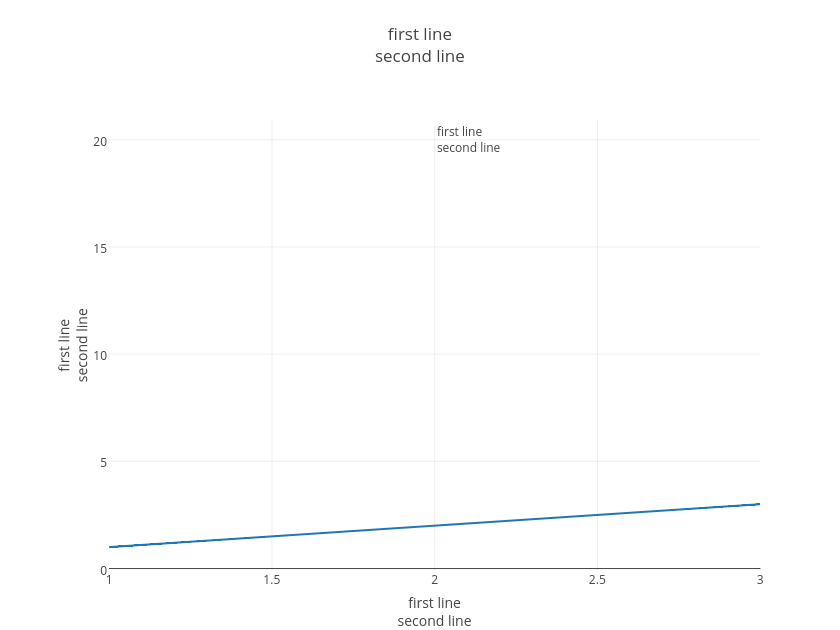 first line
second line
first line
second line
20
15
10
5
0
first line
second line
1
1.5
2
2.5
3
first line
second line